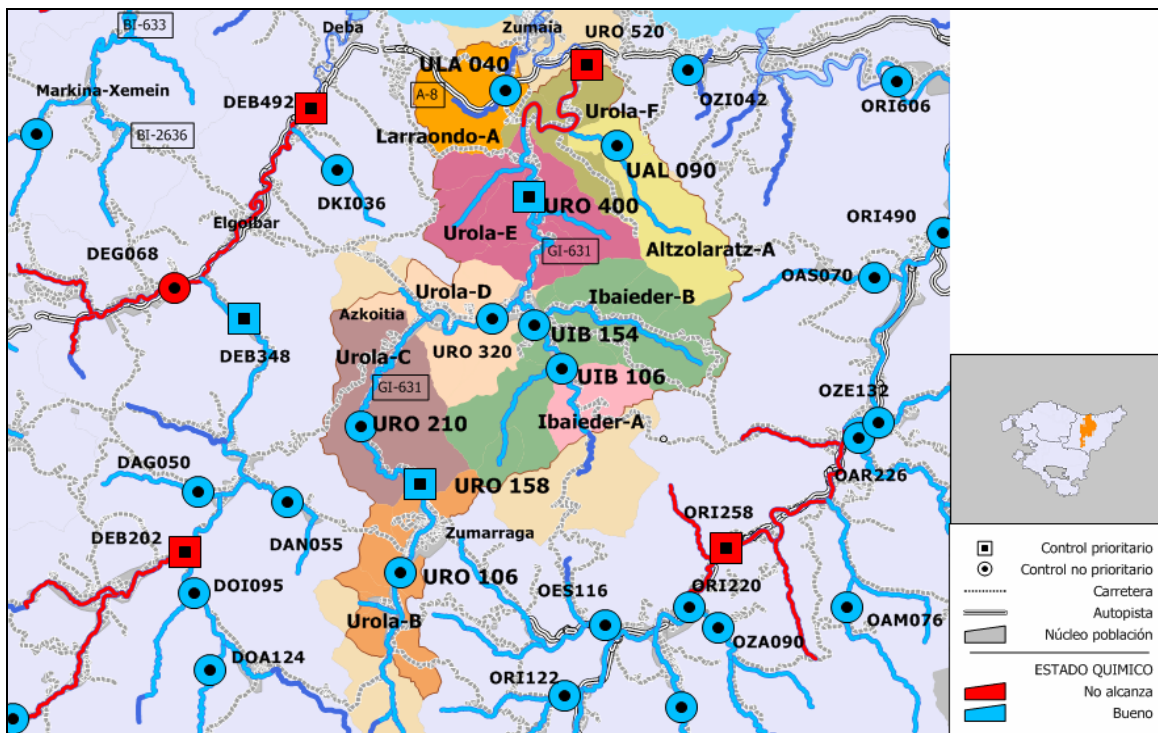 BI-633
Deba
Zumaia
URO 520
ULA 040
Markina-Xemein
DEB492
A-8
Urola-F
OZI042
ORI606
BI-2636
Larraondo-A
UAL 090
DKI036
URO 400
ORI490
Elgoibar
Urola-E
DEG068
GI-631
Altzolaratz-A
OAS070
Urola-D
Ibaieder-B
Azkoitia
UIB 154
DEB348
Urola-C
URO 320
UIB 106
GI-631
OZE132
URO 210
Ibaieder-A
DAG050
URO 158
OAR226
ORI258
DEB202
DAN055
Zumarraga
DOI095
URO 106
OES116
ORI220
Urola-B
OZA090
OAM076
DOA124
ORI122
Control prioritario
Control no prioritario
Carretera
Autopista
Núcleo población
ESTADO QUIMICO
No alcanza
Bueno